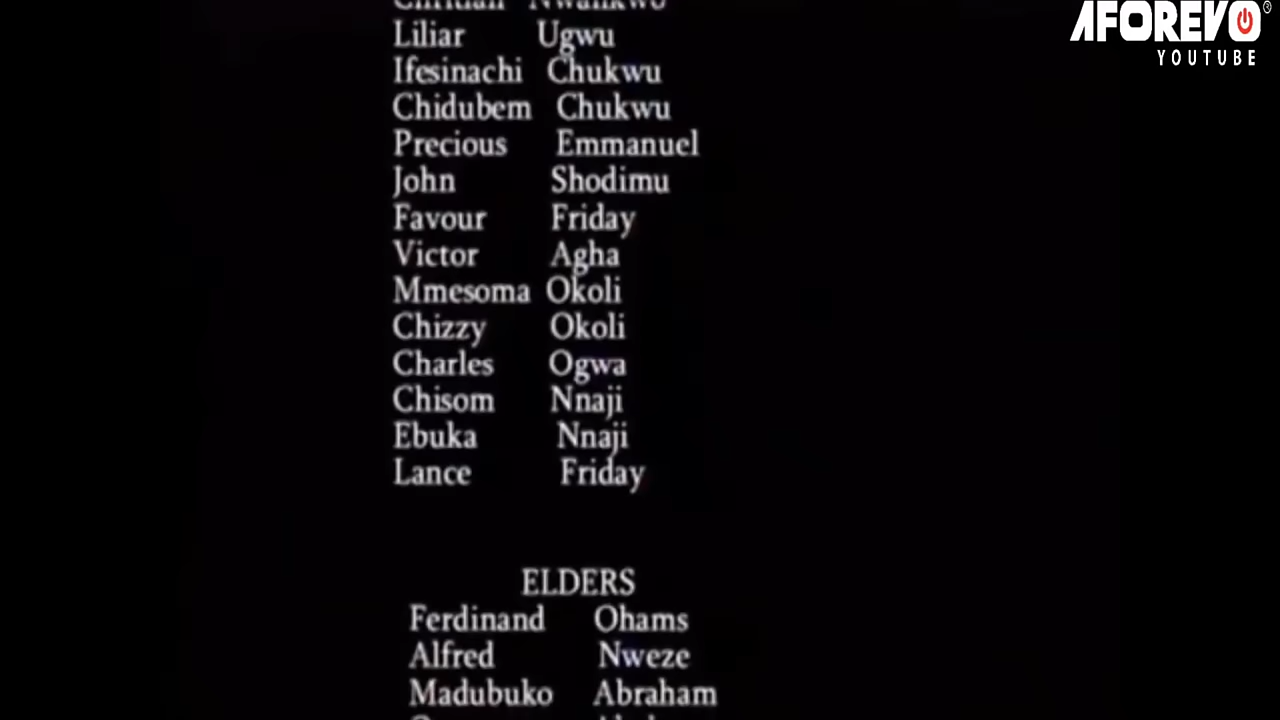 AFOREVO
YOUTUBE
Nwankwo
Liliar Ugwu
Ifesinachi Chukwu
Chidubem Chukwu
Precious Emmanuel
John Shodimu
Favour Friday
Victor Agha
Mmesoma Okoli
Chizzy Okoli
Charles Ogwa
Chisom Nnaji
Ebuka Nnaji
Lance Friday
ELDERS
Ferdinand Ohams
Alfred Nweze
Madubuko Abraham